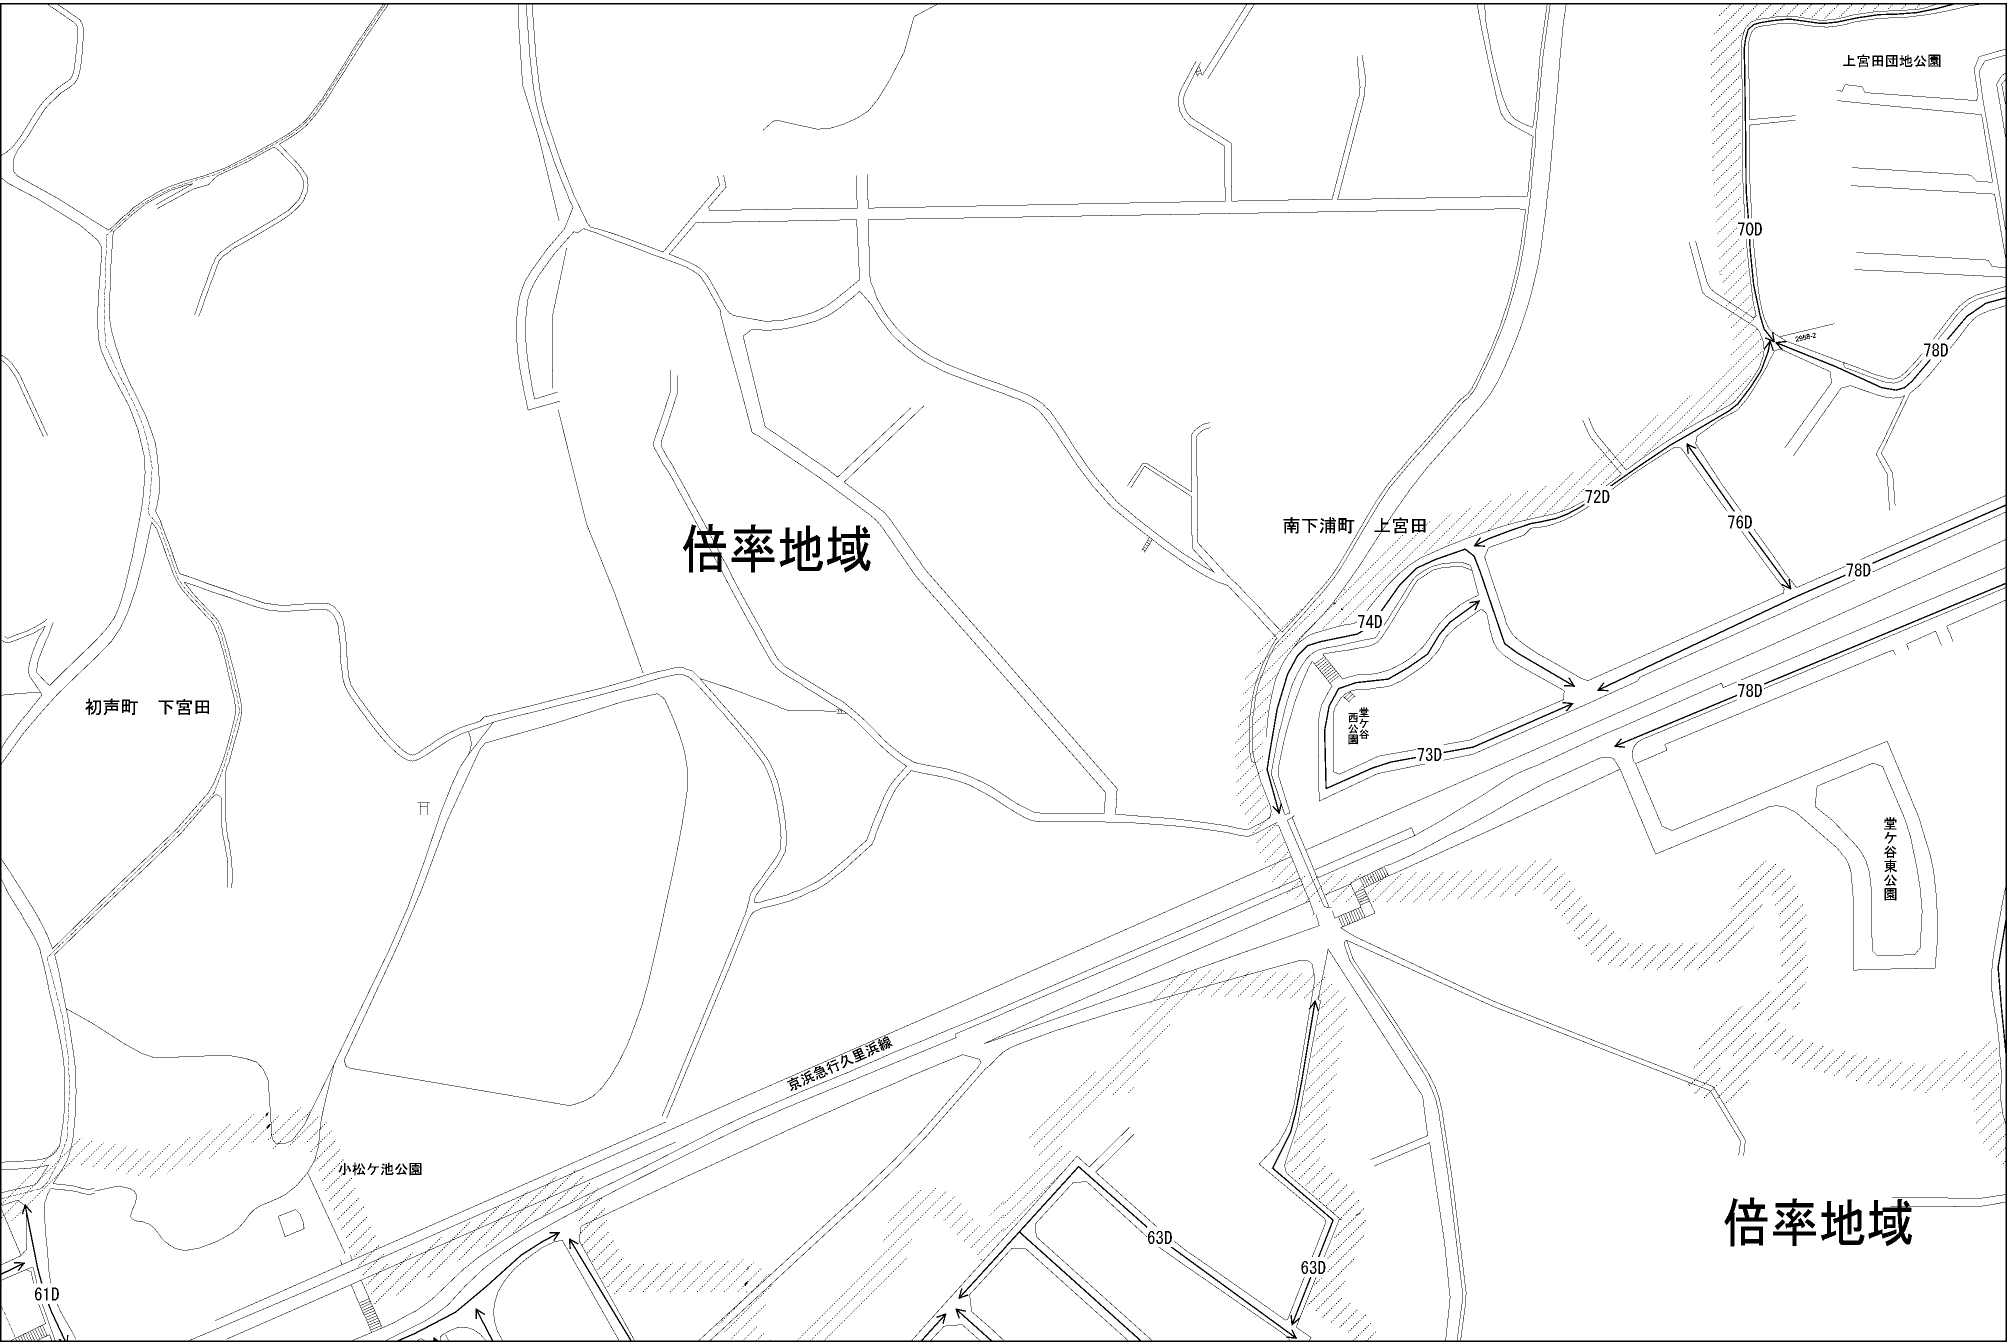 上宮田団地公園
70D
2958-2
78D
72D
76D
南下浦町　上宮田
倍率地域
78D
74D
初声町　下宮田
78D
堂ケ谷
西公園
73D
堂ケ谷東公園
京浜急行久里浜線
小松ケ池公園
倍率地域
63D
63D
61D